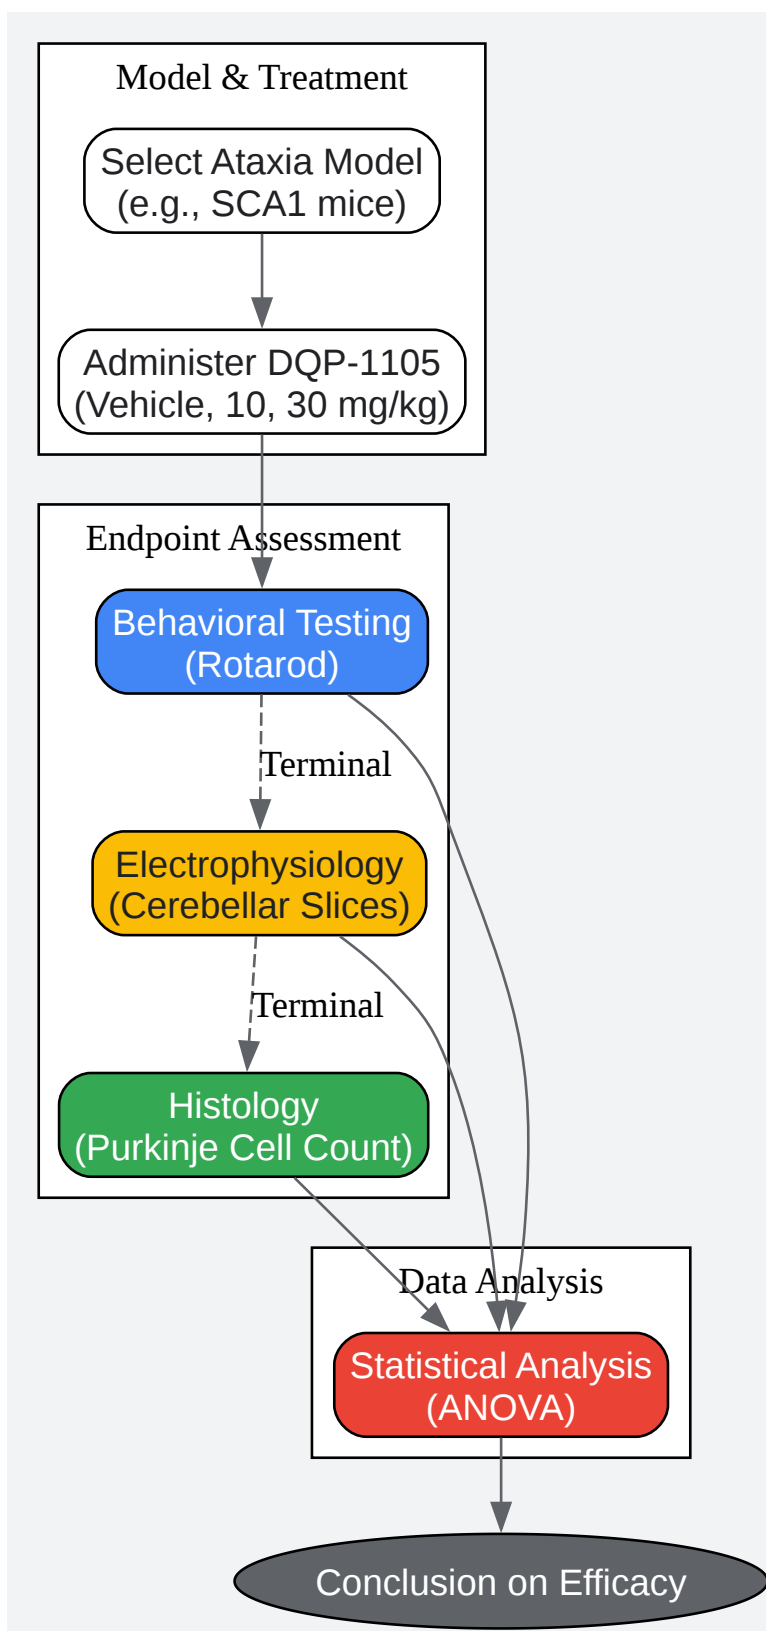 Model & Treatment
Select Ataxia Model
(e.g., SCA1 mice)
Administer DQP-1105
(Vehicle, 10, 30 mg/kg)
Endpoint Assessment
Behavioral Testing
(Rotarod)
Terminal
Electrophysiology
(Cerebellar Slices)
Terminal
Histology
(Purkinje Cell Count)
Data Analysis
Statistical Analysis
(ANOVA)
Conclusion on Efficacy